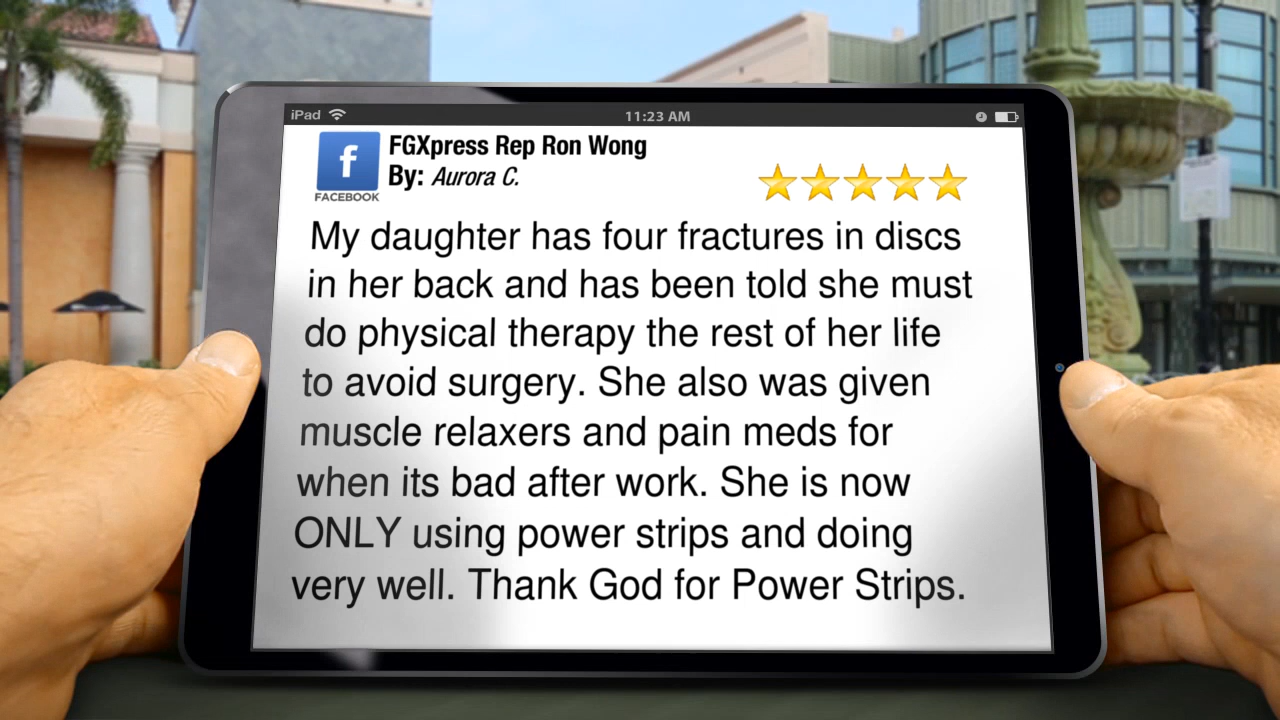 iPad 11:23 AM
f FGXpress Rep Ron Wong
FACEBOOK By: Aurora C.
My daughter has four fractures in discs
in her back and has been told she must
do physical therapy the rest of her life
to avoid surgery. She also was given
muscle relaxers and pain meds for
when its bad after work. She is now
ONLY using power strips and doing
very well. Thank God for Power Strips.